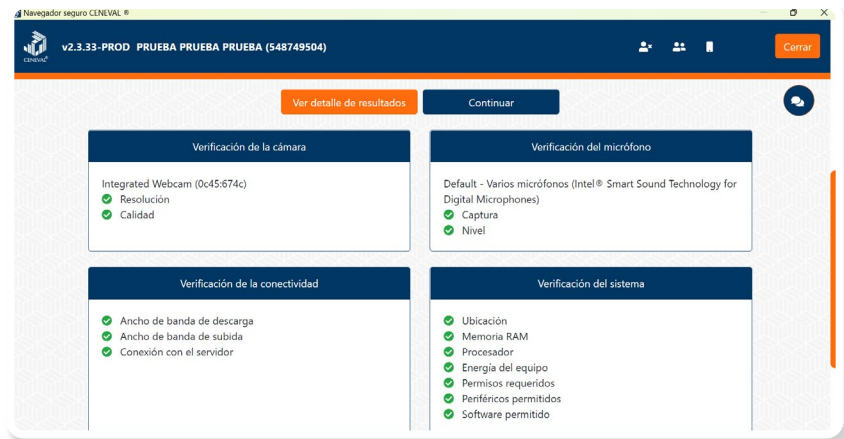 Navegador seguro CENEVAL ®
CENEVAL®
v2.3.33-PROD PRUEBA PRUEBA PRUEBA (548749504)
Cerrar
Ver detalle de resultados
Continuar
Verificación de la cámara
Integrated Webcam (0c45:674c)
Resolución
Calidad
Verificación del micrófono
Default - Varios micrófonos (Intel® Smart Sound Technology for
Digital Microphones)
Captura
Nivel
Verificación de la conectividad
Ancho de banda de descarga
Ancho de banda de subida
Conexión con el servidor
Verificación del sistema
Ubicación
Memoria RAM
Procesador
Energía del equipo
Permisos requeridos
Periféricos permitidos
Software permitido